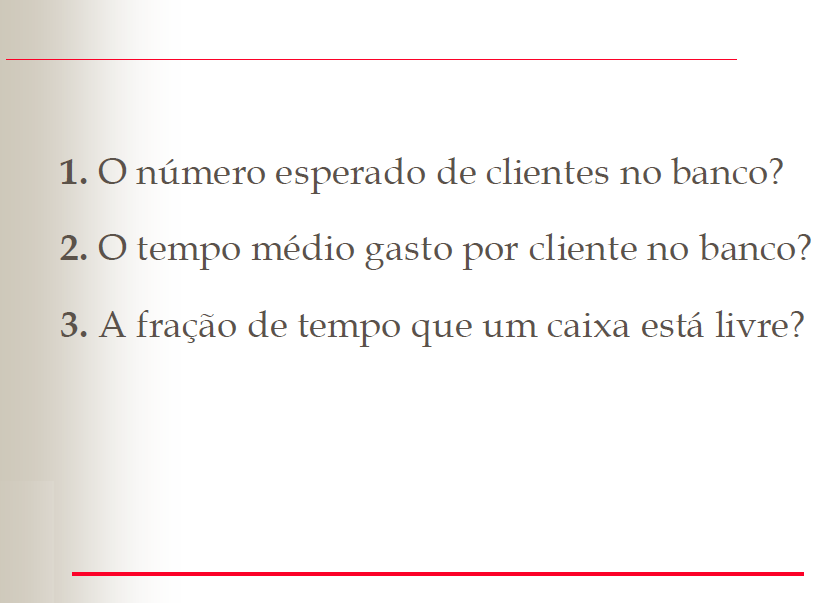 1. O número esperado de clientes no banco?
2. O tempo médio gasto por cliente no banco?
3. A fração de tempo que um caixa está livre?